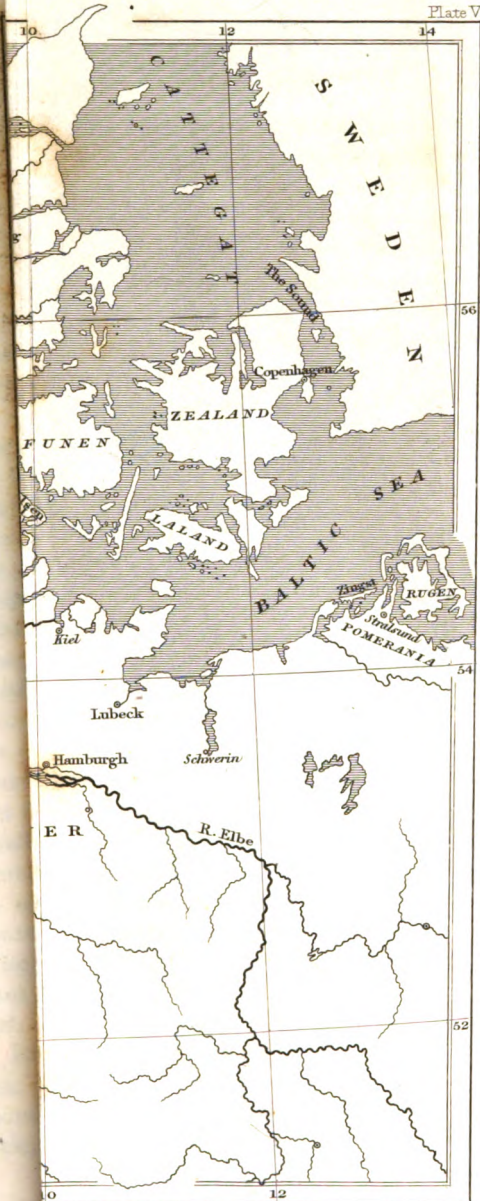 Plate V
10 12 14
CATTEGAT
SWEDEN
The Sound
56
Copenhagen
ZEALAND
FUNEN
BALTIC SEA
LALAND
Zingst
RUGEN
Stralsund
POMERANIA
Kiel
54
Lubeck
Schwerin
Hamburgh
ER
R. Elbe
52
10 12